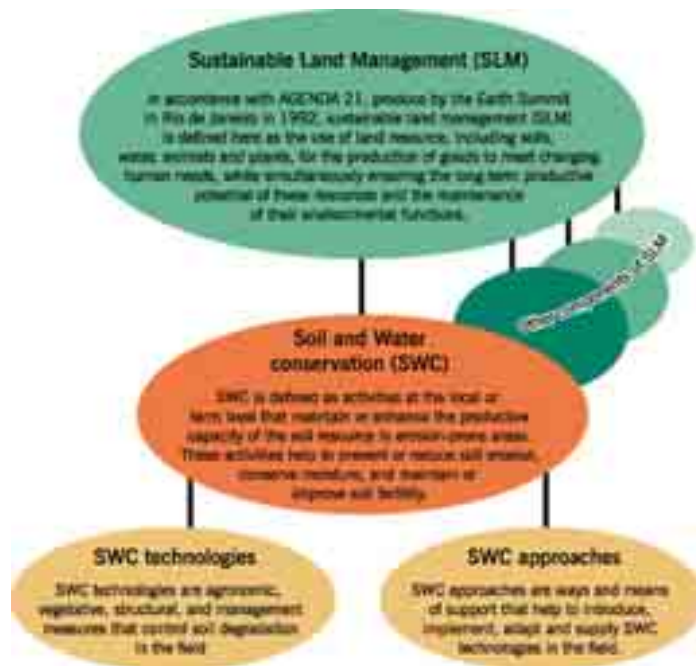 Sustainable Land Management (SLM)
In accordance with AGENDA 21, produce by the Earth Summit
in Rio de Janeiro in 1992, sustainable land management (SLM)
is defined here as the use of land resource, including soils,
water, animals and plants, for the production of goods to meet changing
human needs, while simultaneously ensuring the long term productive
potential of these resources and the maintenance
of their environmental functions.
Other components of SLM
Soil and Water
conservation (SWC)
SWC is defined as activities at the local or
level that maintain or enhance the productive
capacity of the soil resource in erosion-prone areas.
These activities help to prevent or reduce soil erosion,
conserve moisture, and maintain or
improve soil fertility.
SWC technologies
SWC technologies are agronomic,
vegetative, structural, and management
measures that control soil degradation
in the field
SWC approaches
SWC approaches are ways and means
of support that help to introduce,
implement, adapt and supply SWC
technologies in the field.